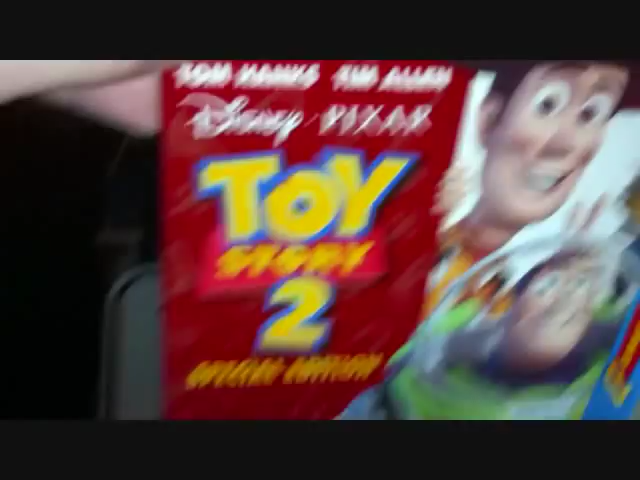 TOM HANKS TIM ALLEN
Disney PIXAR
TOY
STORY
2
SPECIAL EDITION